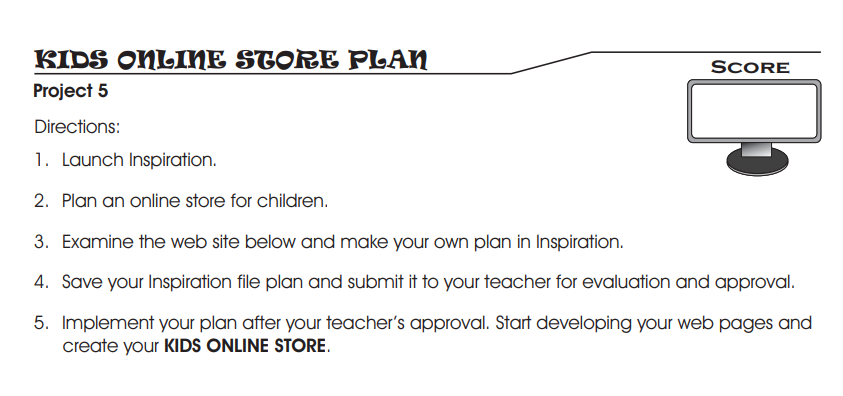 KIDS ONLINE STORE PLAN
SCORE
Project 5
Directions:
1. Launch Inspiration.
2. Plan an online store for children.
3. Examine the web site below and make your own plan in Inspiration.
4. Save your Inspiration file plan and submit it to your teacher for evaluation and approval.
5. Implement your plan after your teacher's approval. Start developing your web pages and
create your KIDS ONLINE STORE.